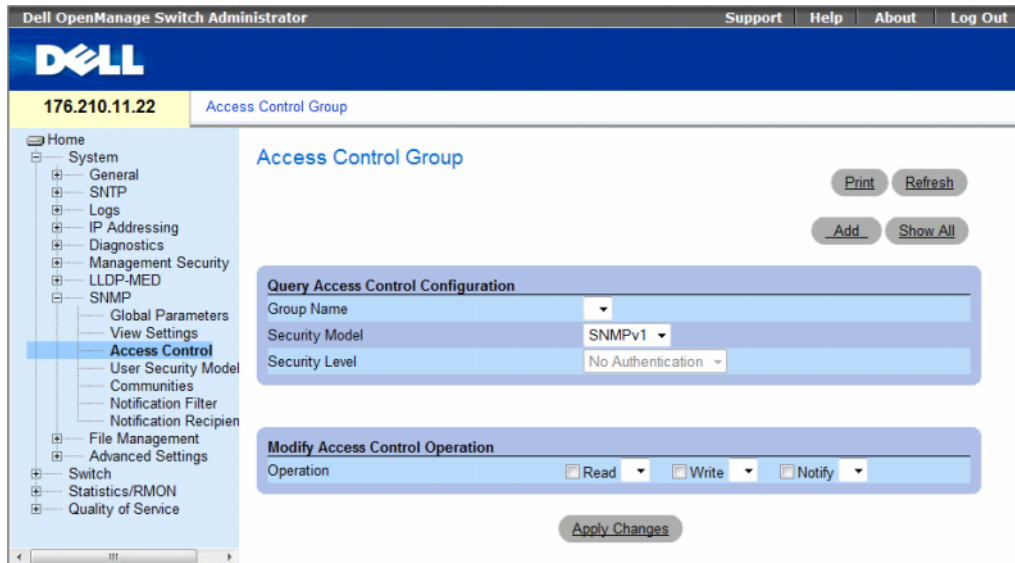 Dell OpenManage Switch Administrator Support Help About Log Out
DELL
176.210.11.22 Access Control Group
Home
System
General
SNTP
Logs
IP Addressing
Diagnostics
Management Security
LLDP-MED
SNMP
Global Parameters
View Settings
Access Control
User Security Model
Communities
Notification Filter
Notification Recipien
File Management
Advanced Settings
Switch
Statistics/RMON
Quality of Service
Access Control Group
Print Refresh
Add Show All
Query Access Control Configuration
Group Name
Security Model SNMPv1
Security Level No Authentication
Modify Access Control Operation
Operation Read Write Notify
Apply Changes